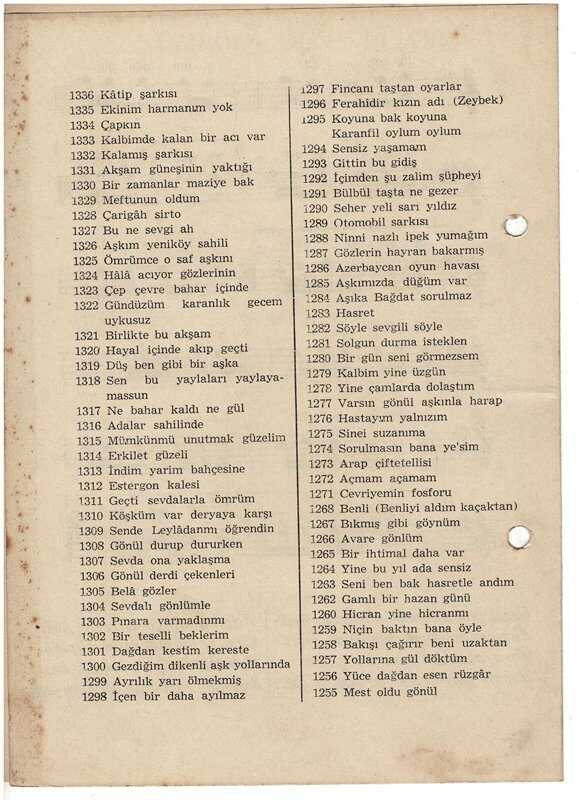 1336 Kâtip şarkısı
1335 Ekinim harmanım yok
1334 Çapkın
1333 Kalbimde kalan bir acı var
1332 Kalamış şarkısı
1331 Akşam güneşinin yaktığı
1330 Bir zamanlar maziye bak
1329 Meftunun oldum
1328 Çarigâh sirto
1327 Bu ne sevgi ah
1326 Aşkım yeniköy sahili
1325 Ömrümce o saf aşkını
1324 Hâlâ acıyor gözlerinin
1323 Çep çevre bahar içinde
1322 Gündüzüm karanlık gecem
uykusuz
1321 Birlikte bu akşam
1320 Hayal içinde akıp geçti
1319 Düş ben gibi bir aşka
1318 Sen bu yaylaları yaylaya-
massun
1317 Ne bahar kaldı ne gül
1316 Adalar sahilinde
1315 Mümkünmü unutmak güzelim
1314 Erkilet güzeli
1313 İndim yarim bahçesine
1312 Estergon kalesi
1311 Geçti sevdalarla ömrüm
1310 Köşküm var deryaya karşı
1309 Sende Leylâdanmı öğrendin
1308 Gönül durup dururken
1307 Sevda ona yaklaşma
1306 Gönül derdi çekenleri
1305 Belâ gözler
1304 Sevdalı gönlümle
1303 Pınara varmadınmı
1302 Bir teselli beklerim
1301 Dağdan kestim kereste
1300 Gezdiğim dikenli aşk yollarında
1299 Ayrılık yarı ölmekmiş
1298 İçen bir daha ayılmaz
1297 Fincanı taştan oyarlar
1296 Ferahîdir kızın adı (Zeybek)
1295 Koyuna bak koyuna
Karanfil oylum oylum
1294 Sensiz yaşamam
1293 Gittin bu gidiş
1292 İçimden şu zalim şüpheyi
1291 Bülbül taşta ne gezer
1290 Seher yeli sarı yıldız
1289 Otomobil sarkısı
1288 Ninni nazlı ipek yumağım
1287 Gözlerin hayran bakarmış
1286 Azerbaycan oyun havası
1285 Aşkımızda düğüm var
1284 Aşıka Bağdat sorulmaz
1283 Hasret
1282 Söyle sevgili söyle
1281 Solgun durma isteklen
1280 Bir gün seni görmezsem
1279 Kalbim yine üzgün
1278 Yine çamlarda dolaştım
1277 Varsın gönül aşkınla harap
1276 Hastayım yalnızım
1275 Sinei suzanıma
1274 Sorulmasın bana ye'sim
1273 Arap çiftetellisi
1272 Açmam açamam
1271 Cevriyemin fosforu
1268 Benli (Benliyi aldım kaçaktan)
1267 Bıkmış gibi göynüm
1266 Avare gönlüm
1265 Bir ihtimal daha var
1264 Yine bu yıl ada sensiz
1263 Seni ben bak hasretle andım
1262 Gamlı bir hazan günü
1260 Hicran yine hicranmı
1259 Niçin baktın bana öyle
1258 Bakışı çağırır beni uzaktan
1257 Yollarına gül döktüm
1256 Yüce dağdan esen rüzgâr
1255 Mest oldu gönül